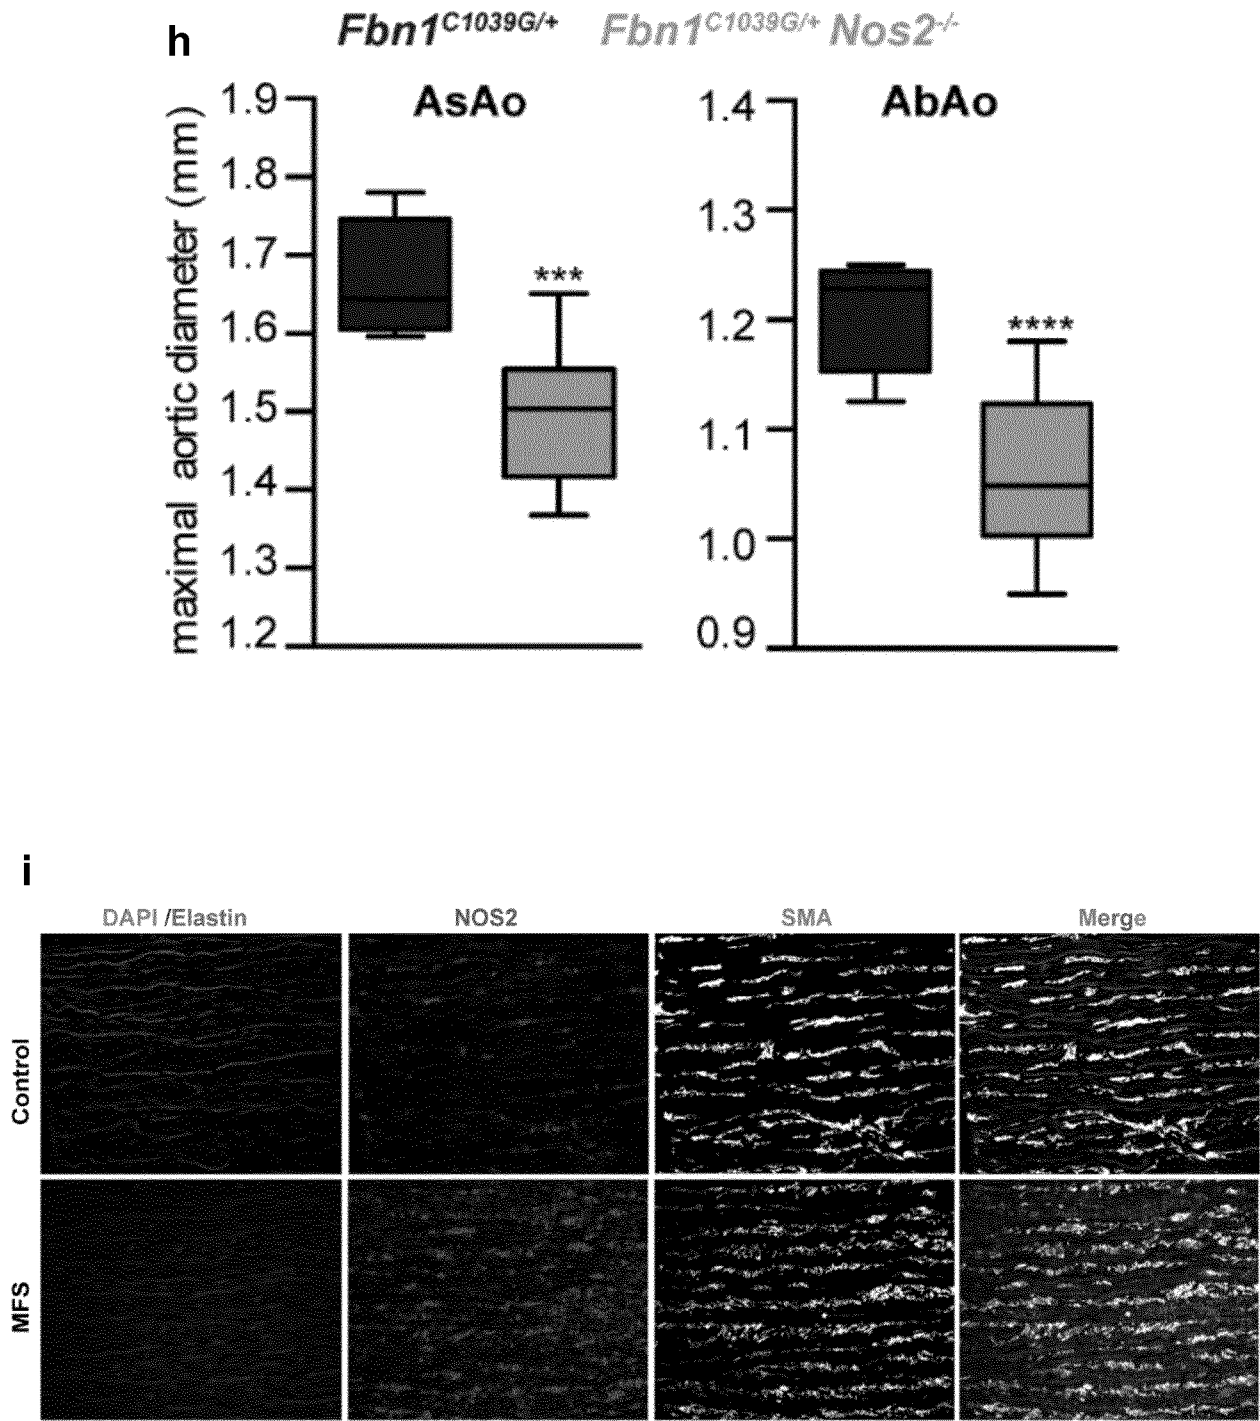 h
Fbn1C1039G/+ Fbn1C1039G/+ Nos2-/-
AsAo
maximal aortic diameter (mm)
1.9
1.8
1.7
1.6
1.5
1.4
1.3
1.2
***
AbAo
1.4
1.3
1.2
1.1
1.0
0.9
****
i
DAPI /Elastin NOS2 SMA Merge
Control
MFS